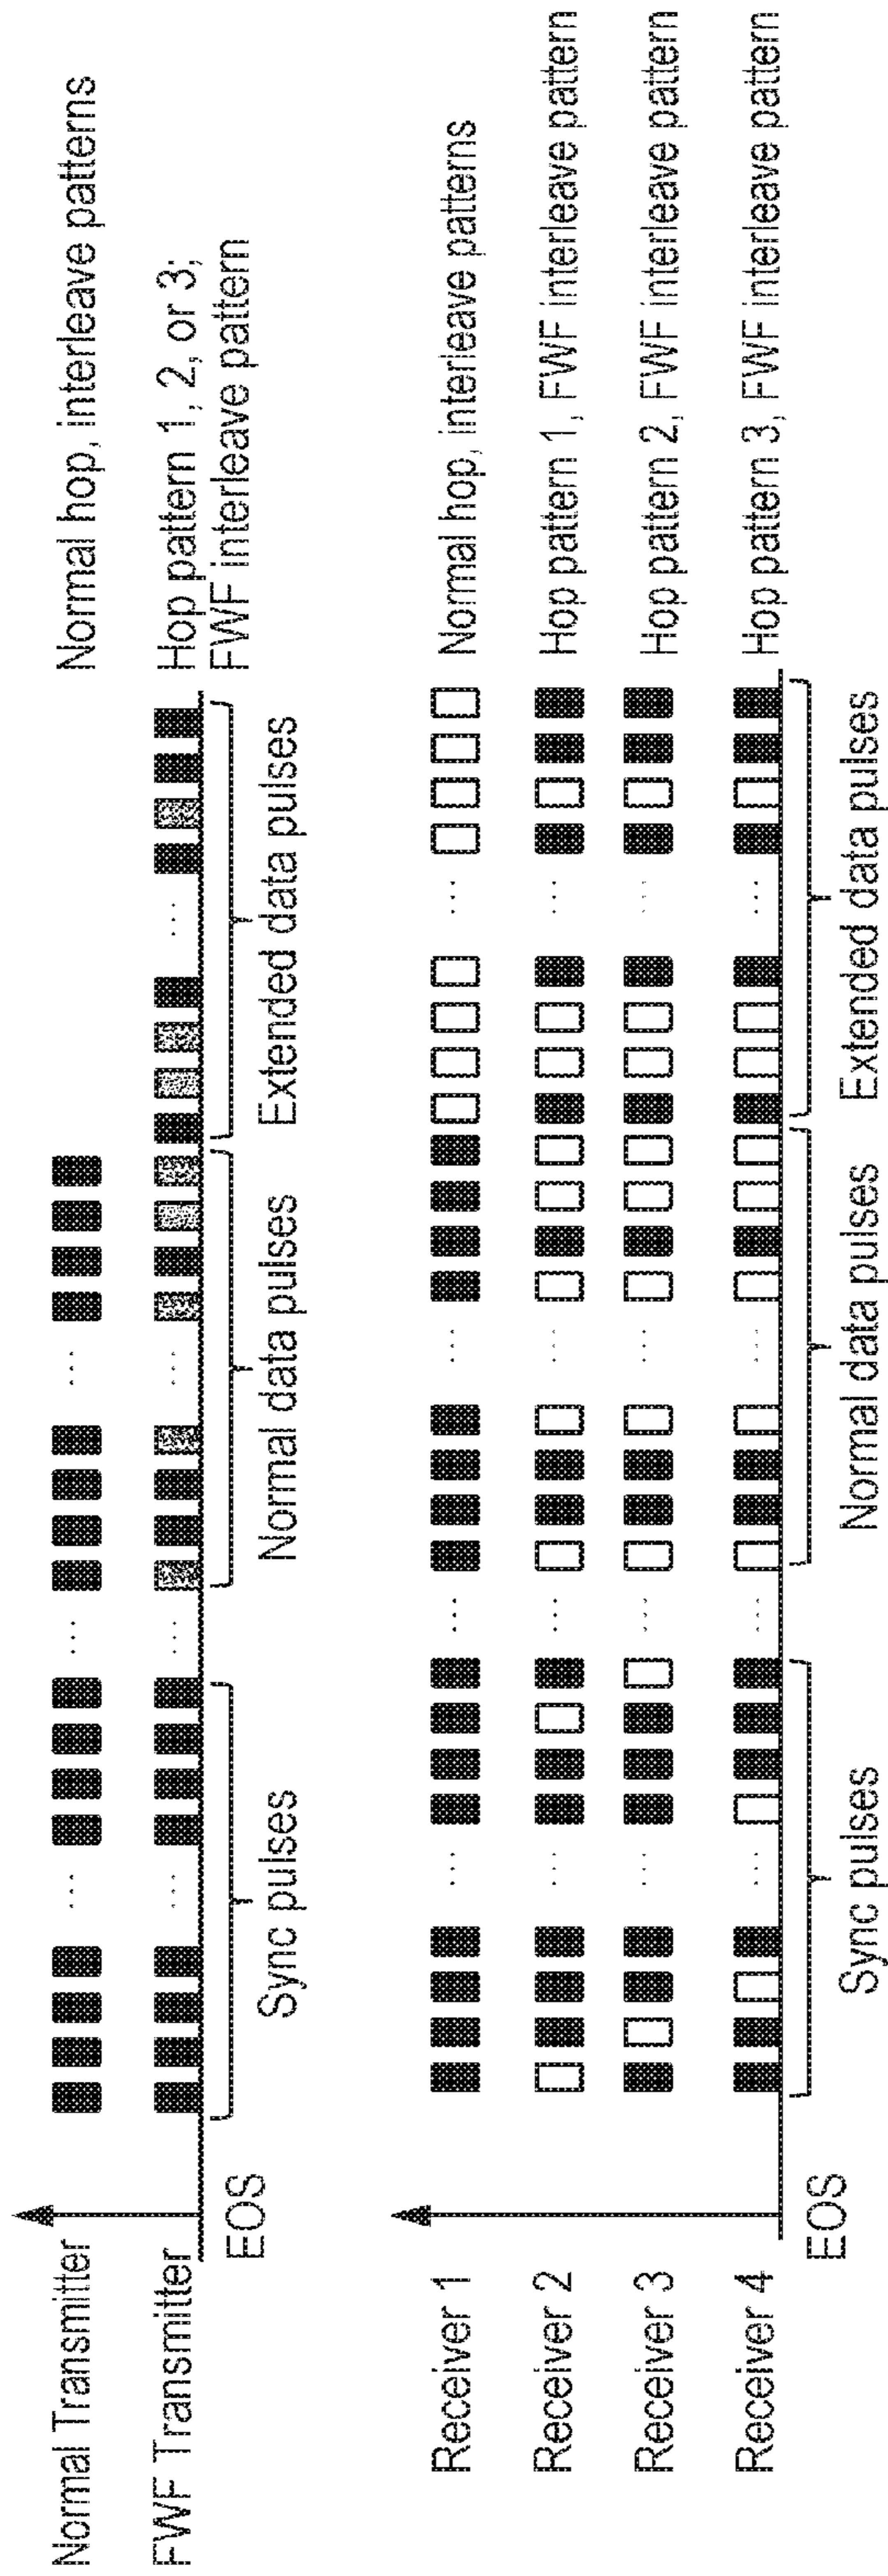 Normal Transmitter
Normal hop, interleave patterns
FWF Transmitter
Hop pattern 1, 2, or 3;
FWF interleave pattern
EOS
Sync pulses
Normal data pulses
Extended data pulses
Receiver 1
Normal hop, interleave patterns
Receiver 2
Hop pattern 1, FWF interleave pattern
Receiver 3
Hop pattern 2, FWF interleave pattern
Receiver 4
Hop pattern 3, FWF interleave pattern
EOS
Sync pulses
Normal data pulses
Extended data pulses